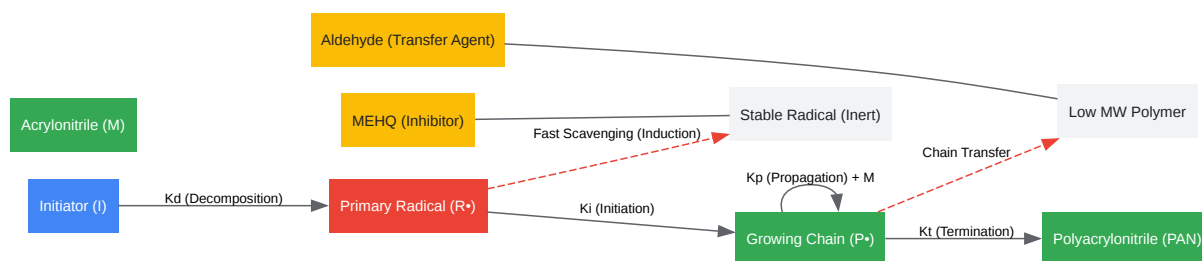 Aldehyde (Transfer Agent)
Acrylonitrile (M)
MEHQ (Inhibitor)
Stable Radical (Inert)
Low MW Polymer
Fast Scavenging (Induction)
Chain Transfer
Kp (Propagation) + M
Initiator (I)
Kd (Decomposition)
Primary Radical (R•)
Ki (Initiation)
Growing Chain (P•)
Kt (Termination)
Polyacrylonitrile (PAN)